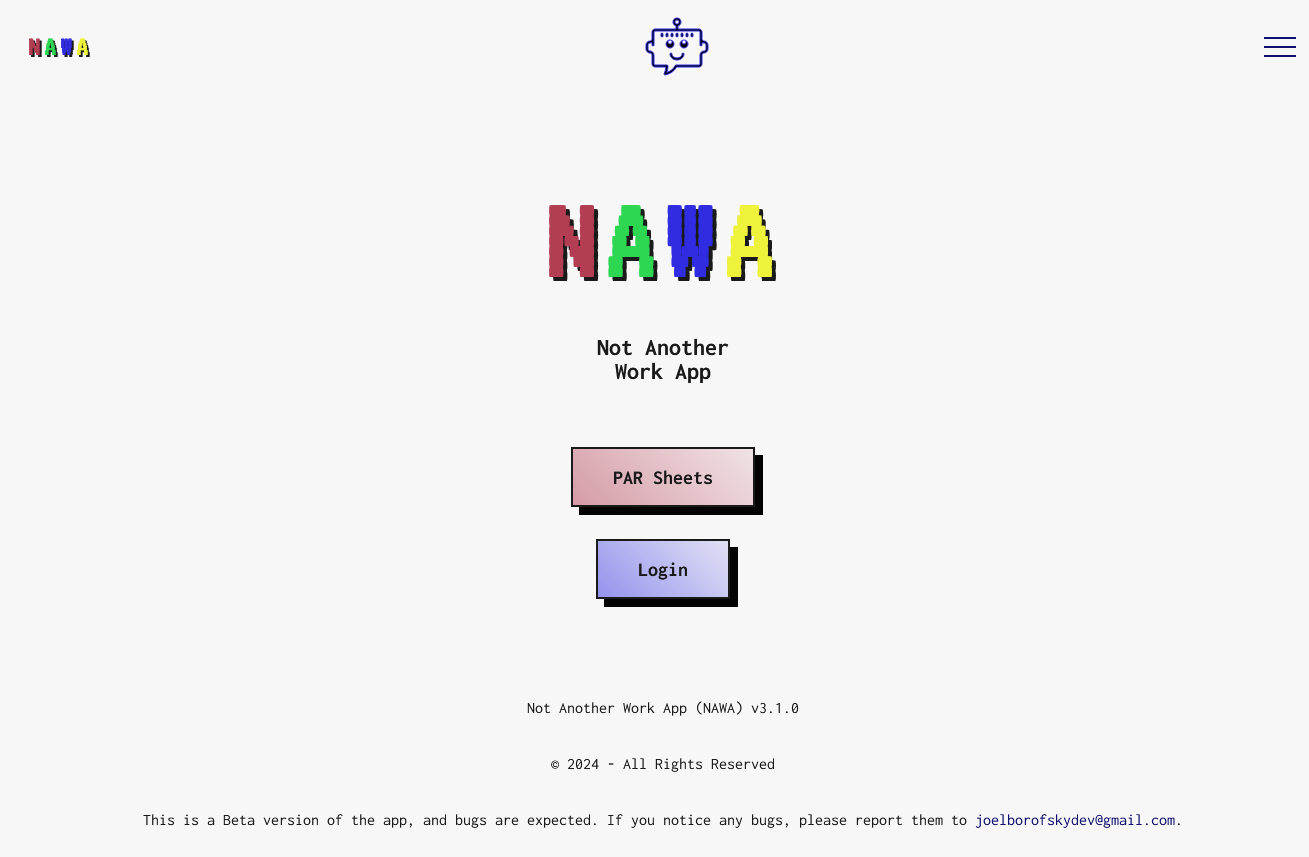 NAWA
NAWA
Not Another
Work App
PAR Sheets
Login
Not Another Work App (NAWA) v3.1.0
© 2024 - All Rights Reserved
This is a Beta version of the app, and bugs are expected. If you notice any bugs, please report them to joelborofskydev@gmail.com.